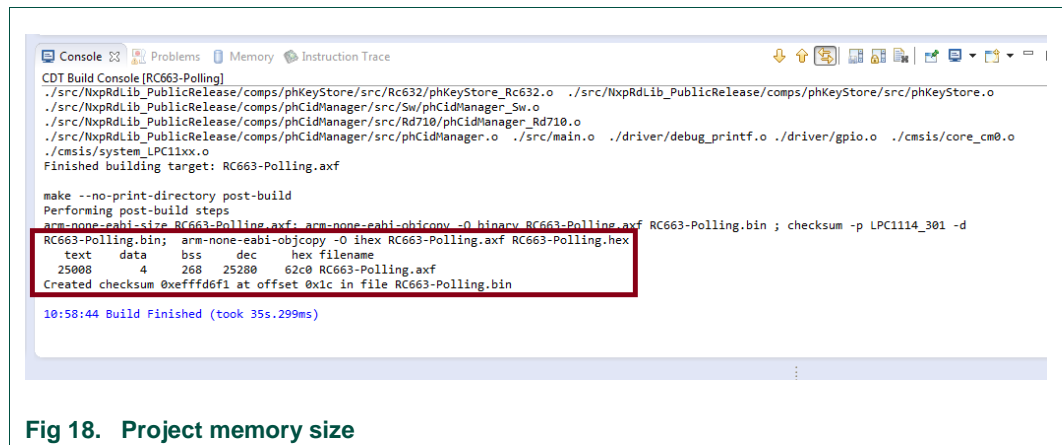 Console Problems Memory Instruction Trace
CDT Build Console [RC663-Polling]
./src/NxpRdLib_PublicRelease/comps/phKeyStore/src/Rc632/phKeyStore_Rc632.o ./src/NxpRdLib_PublicRelease/comps/phKeyStore/src/phKeyStore.o
./src/NxpRdLib_PublicRelease/comps/phCidManager/src/Sw/phCidManager_Sw.o
./src/NxpRdLib_PublicRelease/comps/phCidManager/src/Rd710/phCidManager_Rd710.o
./src/NxpRdLib_PublicRelease/comps/phCidManager/src/phCidManager.o ./src/main.o ./driver/debug_printf.o ./driver/gpio.o ./cmsis/core_cm0.o
./cmsis/system_LPC11xx.o
Finished building target: RC663-Polling.axf
make --no-print-directory post-build
Performing post-build steps
arm-none-eabi-size RC663-Polling.axf; arm-none-eabi-objcopy -O binary RC663-Polling.axf RC663-Polling.bin ; checksum -p LPC1114_301 -d
RC663-Polling.bin; arm-none-eabi-objcopy -O ihex RC663-Polling.axf RC663-Polling.hex
text data bss dec hex filename
25008 4 268 25280 62c0 RC663-Polling.axf
Created checksum 0xefffd6f1 at offset 0x1c in file RC663-Polling.bin
10:58:44 Build Finished (took 35s.299ms)
Fig 18. Project memory size